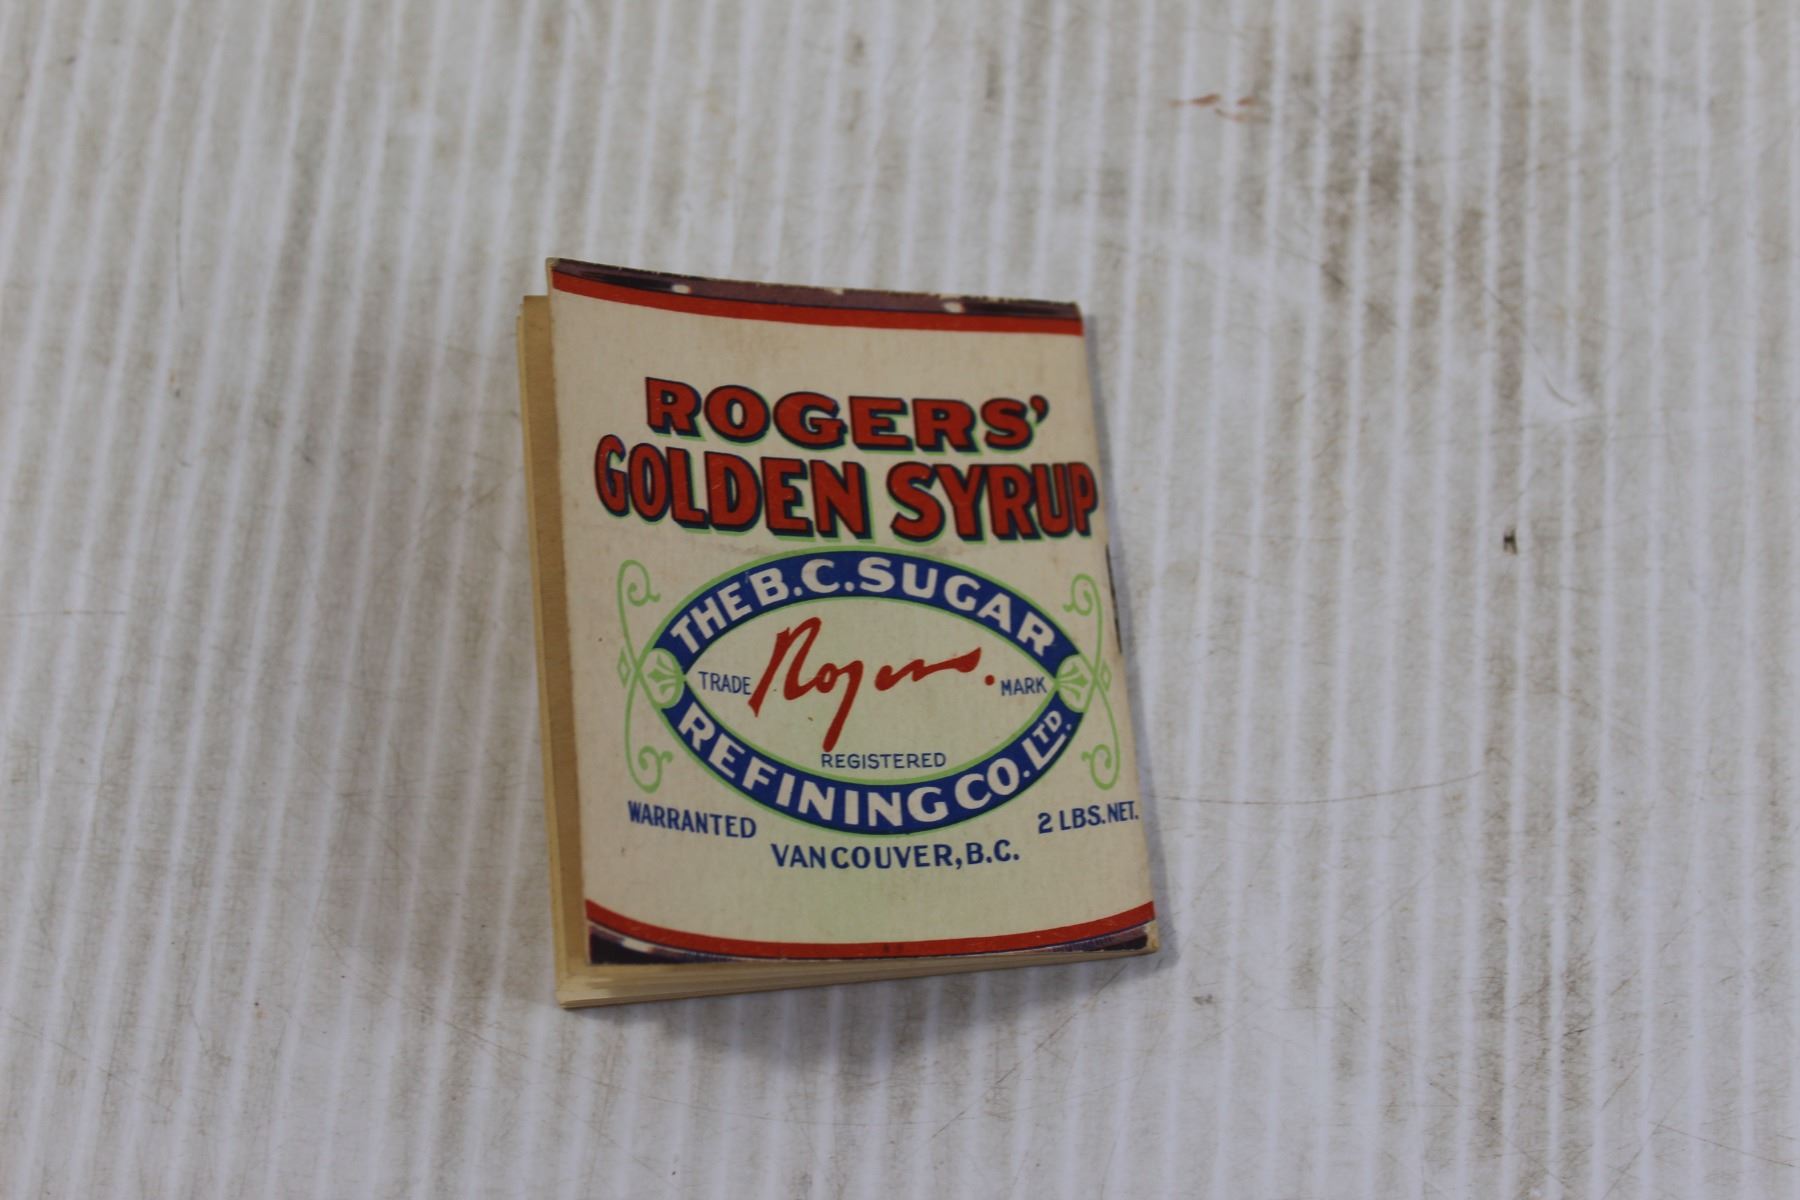 ROGERS'
GOLDEN SYRUP
THE B.C. SUGAR
TRADE Rogers. MARK
REGISTERED
REFINING CO. LTD.
WARRANTED 2 LBS. NET.
VANCOUVER, B.C.